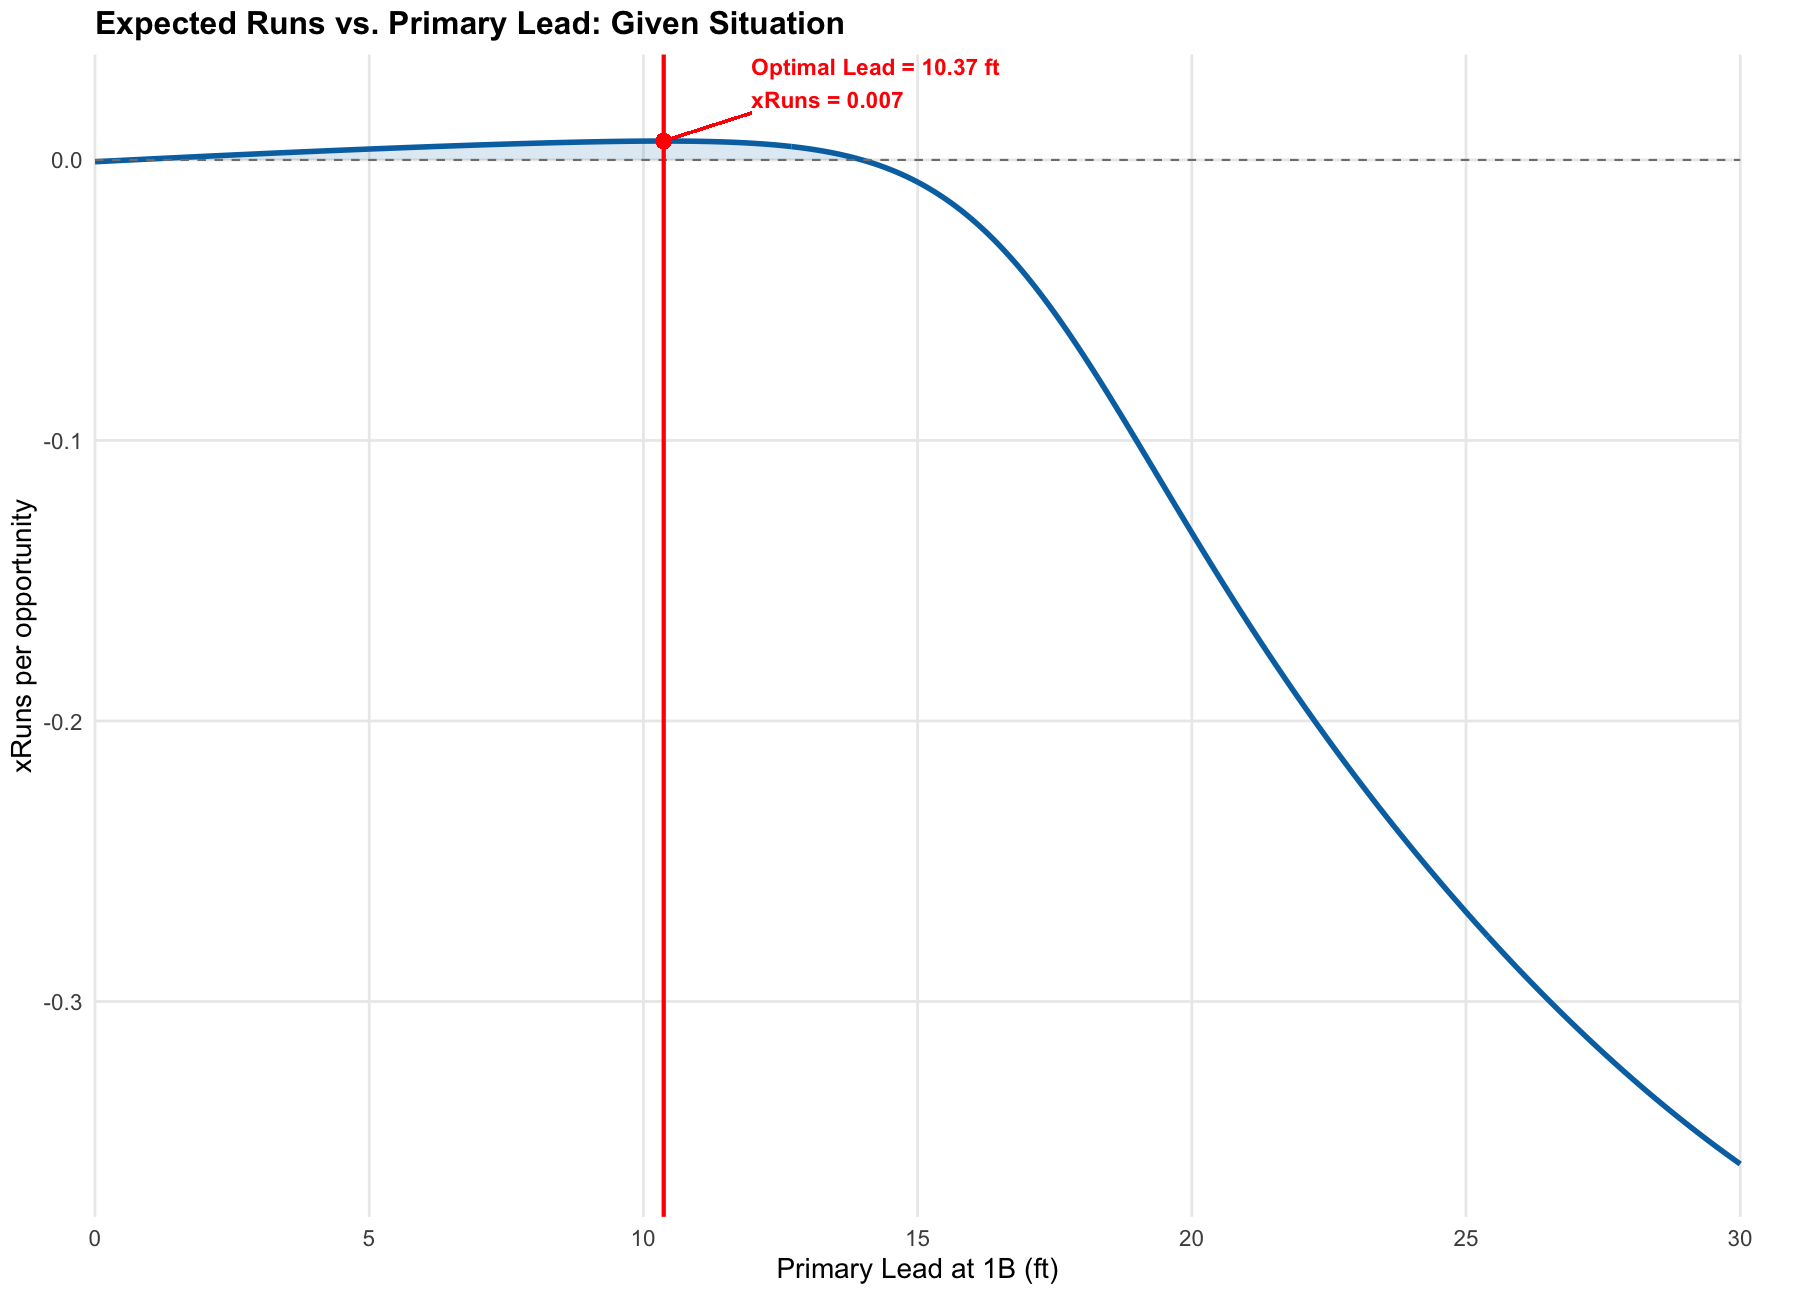 Expected Runs vs. Primary Lead: Given Situation
Optimal Lead = 10.37 ft
xRuns = 0.007
0.0
-0.1
-0.2
-0.3
xRuns per opportunity
0 5 10 15 20 25 30
Primary Lead at 1B (ft)